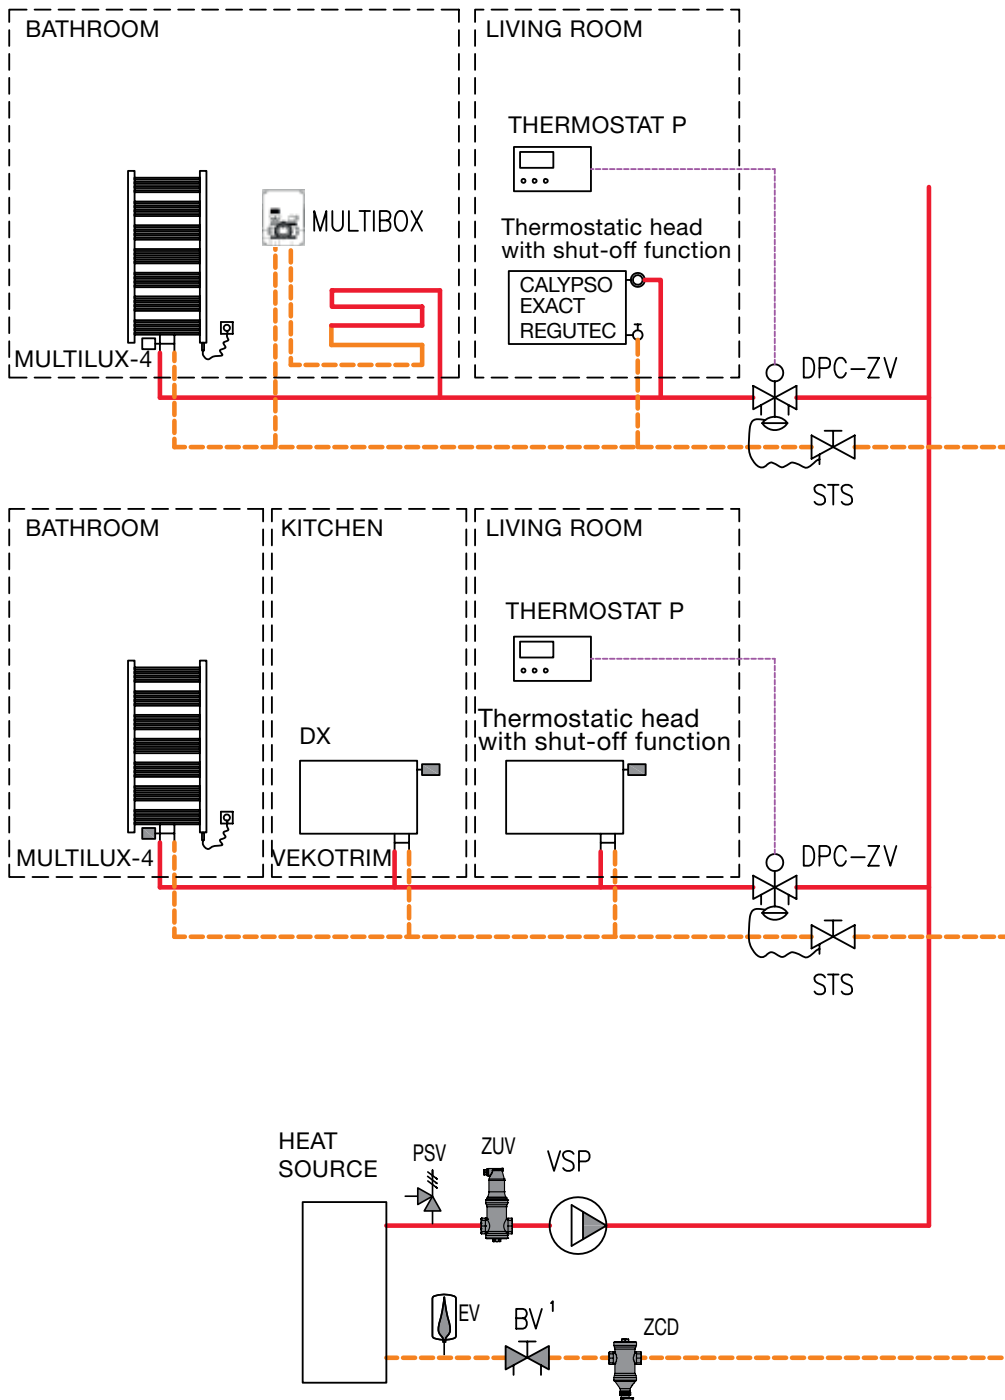 BATHROOM
LIVING ROOM
THERMOSTAT P
MULTIBOX
Thermostatic head
with shut-off function
CALYPSO
EXACT
REGUTEC
MULTILUX-4
DPC-ZV
STS
BATHROOM
KITCHEN
LIVING ROOM
THERMOSTAT P
DX
Thermostatic head
with shut-off function
MULTILUX-4
VEKOTRIM
DPC-ZV
STS
HEAT
SOURCE
PSV
ZUV
VSP
EV
BV ¹
ZCD